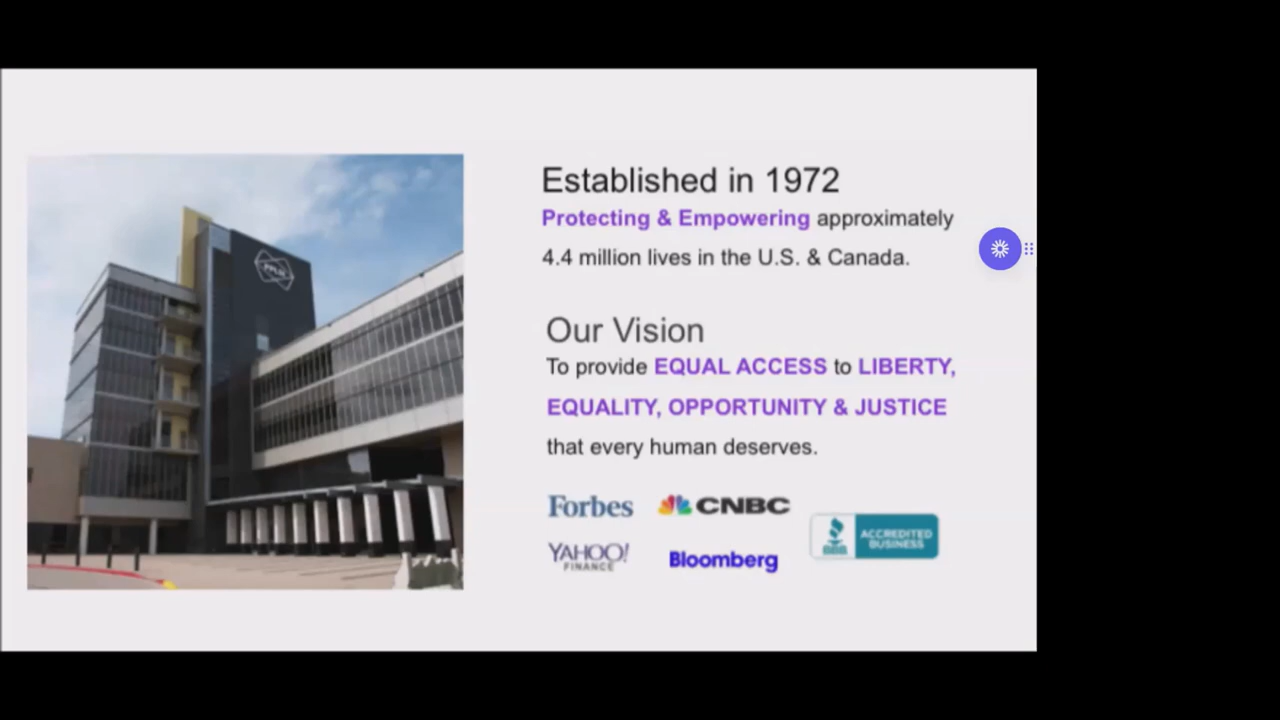 Established in 1972
Protecting & Empowering approximately
4.4 million lives in the U.S. & Canada.
Our Vision
To provide EQUAL ACCESS to LIBERTY,
EQUALITY, OPPORTUNITY & JUSTICE
that every human deserves.
Forbes CNBC
YAHOO!
FINANCE
Bloomberg
BBB
ACCREDITED
BUSINESS